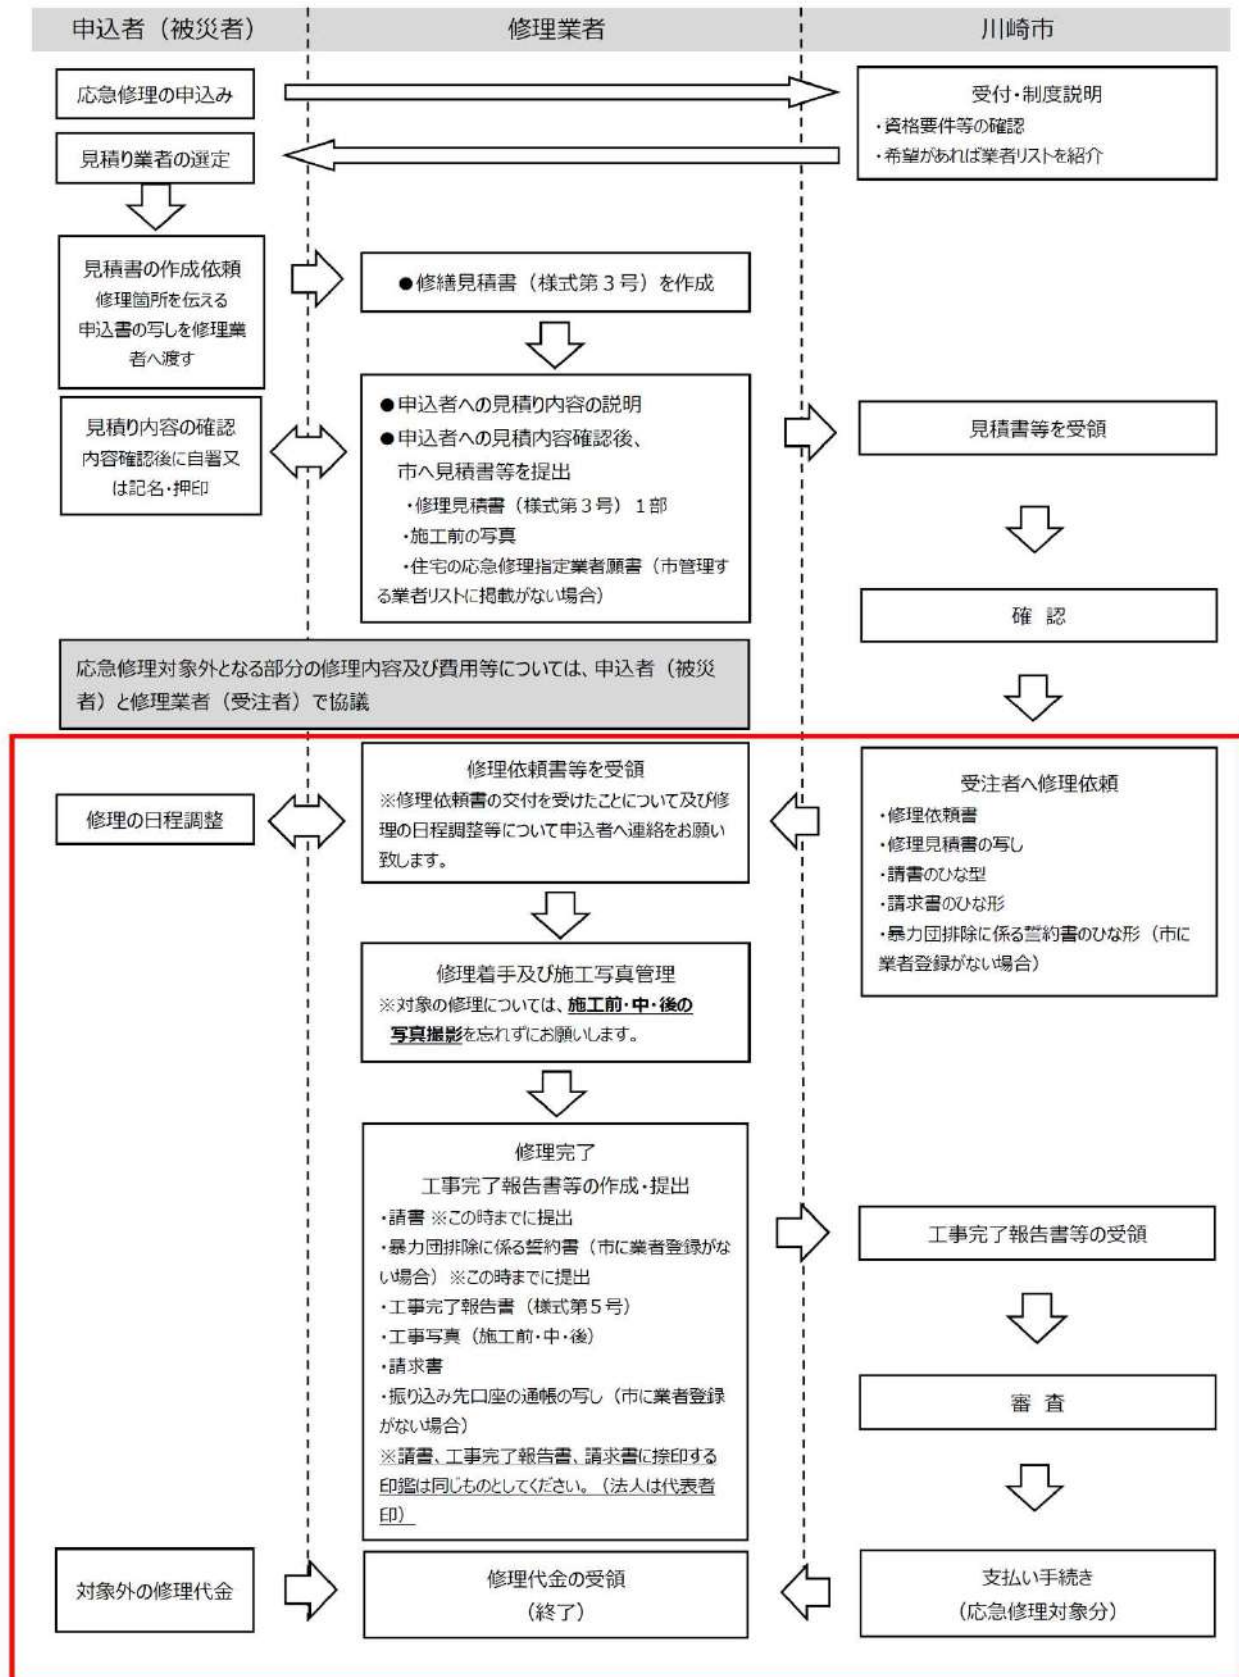 申込者（被災者）
修理業者
川崎市
応急修理の申込み
受付・制度説明
・資格要件等の確認
・希望があれば業者リストを紹介
見積り業者の選定
見積書の作成依頼
修理箇所を伝える
申込書の写しを修理業
者へ渡す
●修繕見積書（様式第３号）を作成
見積り内容の確認
内容確認後に自署又
は記名・押印
●申込者への見積り内容の説明
●申込者への見積内容確認後、
市へ見積書等を提出
・修理見積書（様式第３号）１部
・施工前の写真
・住宅の応急修理指定業者願書（市管理す
る業者リストに掲載がない場合）
見積書等を受領
確 認
応急修理対象外となる部分の修理内容及び費用等については、申込者（被災
者）と修理業者（受注者）で協議
修理の日程調整
修理依頼書等を受領
※修理依頼書の交付を受けたことについて及び修
理の日程調整等について申込者へ連絡をお願い
致します。
受注者へ修理依頼
・修理依頼書
・修理見積書の写し
・請書のひな型
・請求書のひな形
・暴力団排除に係る誓約書のひな形（市に
業者登録がない場合）
修理着手及び施工写真管理
※対象の修理については、施工前・中・後の
写真撮影を忘れずにお願いします。
修理完了
工事完了報告書等の作成・提出
・請書 ※この時までに提出
・暴力団排除に係る誓約書（市に業者登録がな
い場合）※この時までに提出
・工事完了報告書（様式第５号）
・工事写真（施工前・中・後）
・請求書
・振り込み先口座の通帳の写し（市に業者登録
がない場合）
※請書、工事完了報告書、請求書に捺印する
印鑑は同じものとしてください。（法人は代表者
印）
工事完了報告書等の受領
審 査
対象外の修理代金
修理代金の受領
（終了）
支払い手続き
（応急修理対象分）